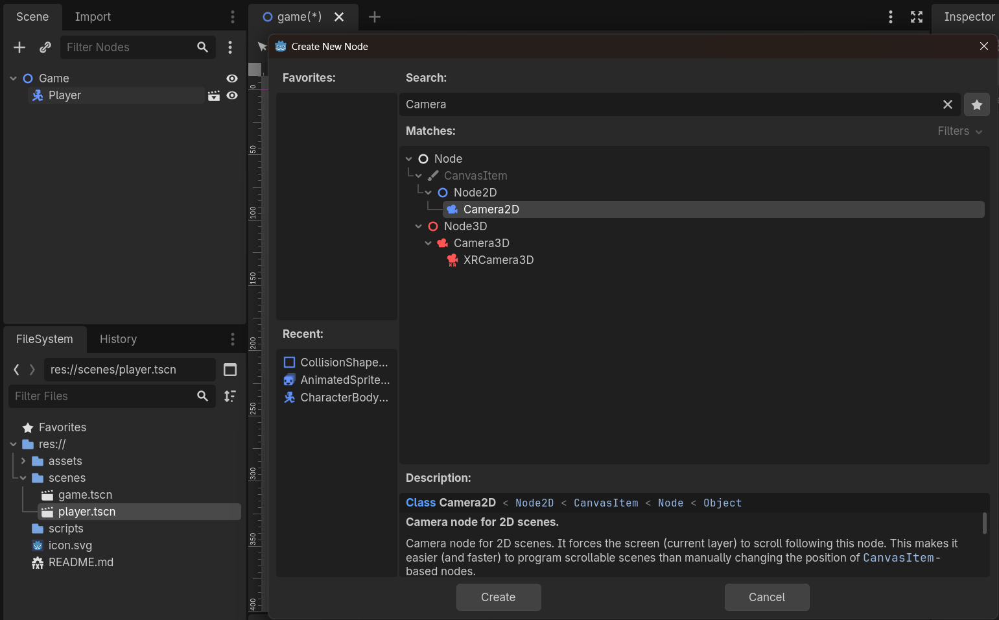 Scene
Import
game(*)
Inspector
Filter Nodes
Game
Player
Create New Node
Favorites:
Search:
Camera
Matches:
Filters
Node
CanvasItem
Node2D
Camera2D
Node3D
Camera3D
XRCamera3D
Recent:
CollisionShape...
AnimatedSprite...
CharacterBody...
Description:
Class Camera2D < Node2D < CanvasItem < Node < Object
Camera node for 2D scenes.
Camera node for 2D scenes. It forces the screen (current layer) to scroll following this node. This makes it
easier (and faster) to program scrollable scenes than manually changing the position of CanvasItem-
based nodes.
Create
Cancel
0
50
100
150
200
250
300
350
400
FileSystem
History
res://scenes/player.tscn
Filter Files
Favorites
res://
assets
scenes
game.tscn
player.tscn
scripts
icon.svg
README.md